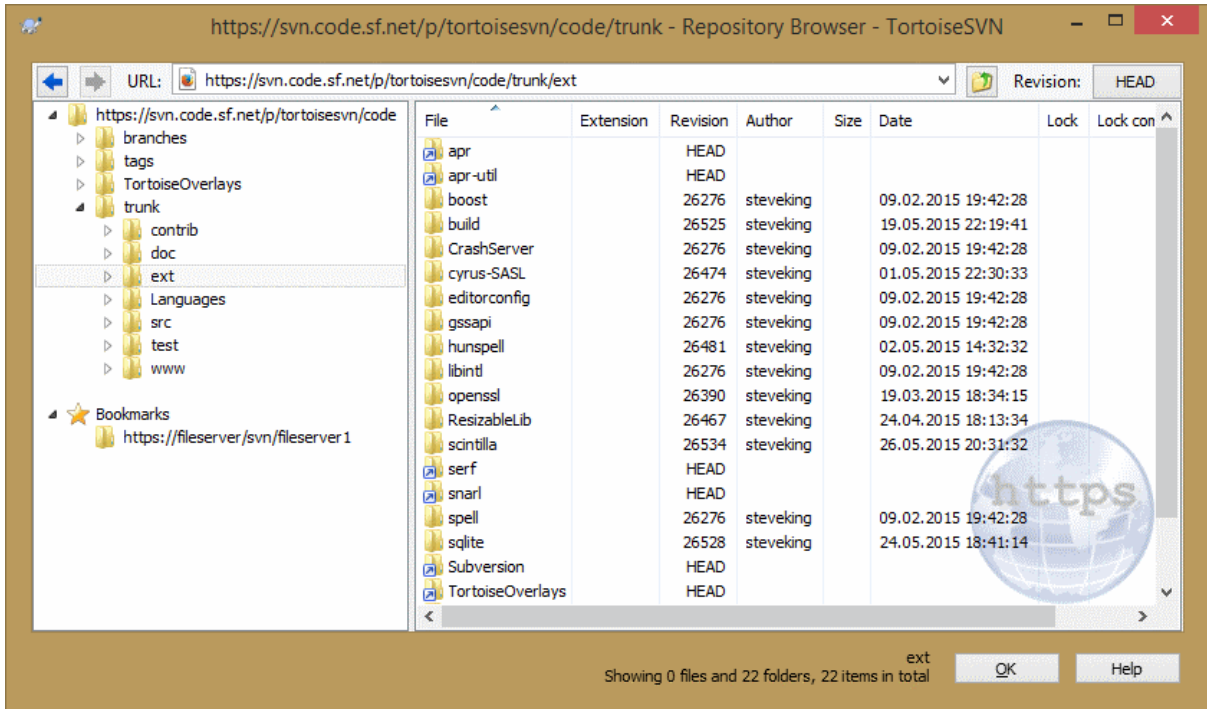 https://svn.code.sf.net/p/tortoisesvn/code/trunk - Repository Browser - TortoiseSVN
URL: https://svn.code.sf.net/p/tortoisesvn/code/trunk/ext Revision: HEAD
https://svn.code.sf.net/p/tortoisesvn/code
branches
tags
TortoiseOverlays
trunk
contrib
doc
ext
Languages
src
test
www
Bookmarks
https://fileserver/svn/fileserver1
File Extension Revision Author Size Date Lock Lock com
apr HEAD
apr-util HEAD
boost 26276 steveking 09.02.2015 19:42:28
build 26525 steveking 19.05.2015 22:19:41
CrashServer 26276 steveking 09.02.2015 19:42:28
cyrus-SASL 26474 steveking 01.05.2015 22:30:33
editorconfig 26276 steveking 09.02.2015 19:42:28
gssapi 26276 steveking 09.02.2015 19:42:28
hunspell 26481 steveking 02.05.2015 14:32:32
libintl 26276 steveking 09.02.2015 19:42:28
openssl 26390 steveking 19.03.2015 18:34:15
ResizableLib 26467 steveking 24.04.2015 18:13:34
scintilla 26534 steveking 26.05.2015 20:31:32
serf HEAD
snarl HEAD
spell 26276 steveking 09.02.2015 19:42:28
sqlite 26528 steveking 24.05.2015 18:41:14
Subversion HEAD
TortoiseOverlays HEAD
https
ext
Showing 0 files and 22 folders, 22 items in total
OK Help